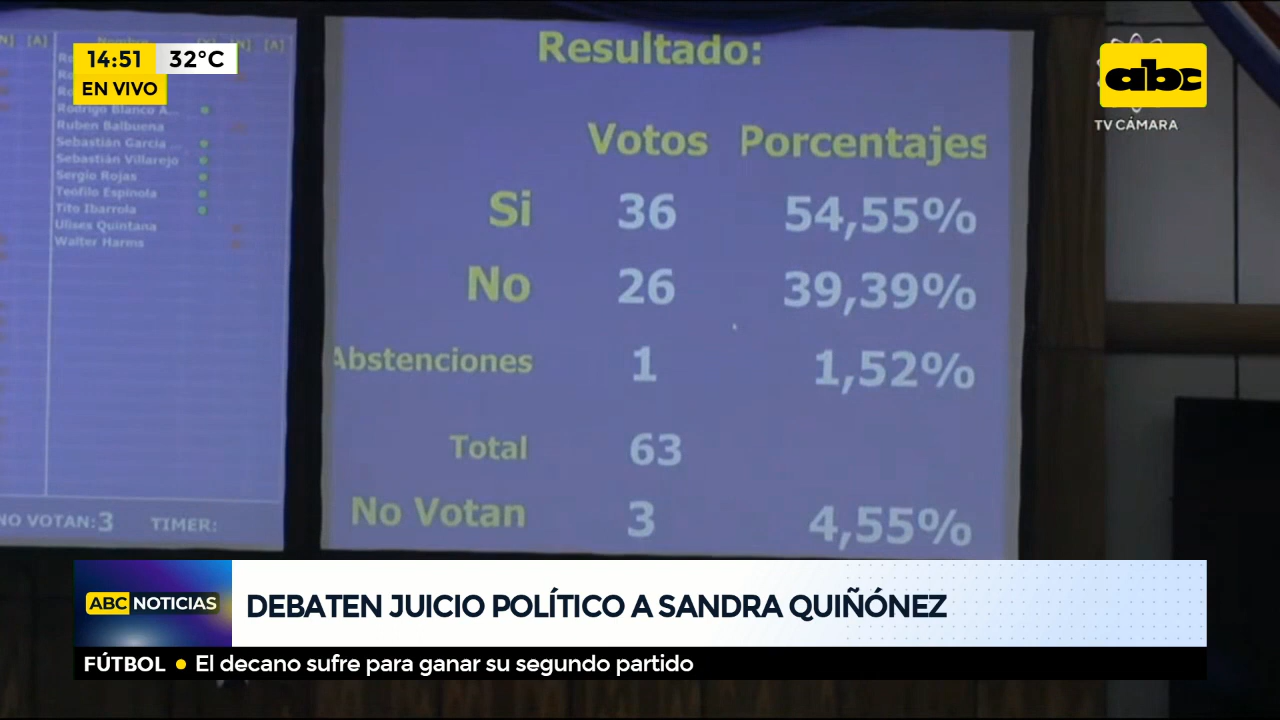 14:51 32°C
EN VIVO
abc
TV CÁMARA
[A]
[N] [A]
Rodrigo Blanco A...
Ruben Balbuena
Sebastián García ...
Sebastián Villarejo
Sergio Rojas
Teofilo Espínola
Tito Ibarrola
Ulises Quintana
Walter Harms
NO VOTAN: 3 TIMER:
Resultado:
Votos Porcentajes
Si 36 54,55%
No 26 39,39%
Abstenciones 1 1,52%
Total 63
No Votan 3 4,55%
ABC NOTICIAS
DEBATEN JUICIO POLÍTICO A SANDRA QUIÑÓNEZ
FÚTBOL • El decano sufre para ganar su segundo partido